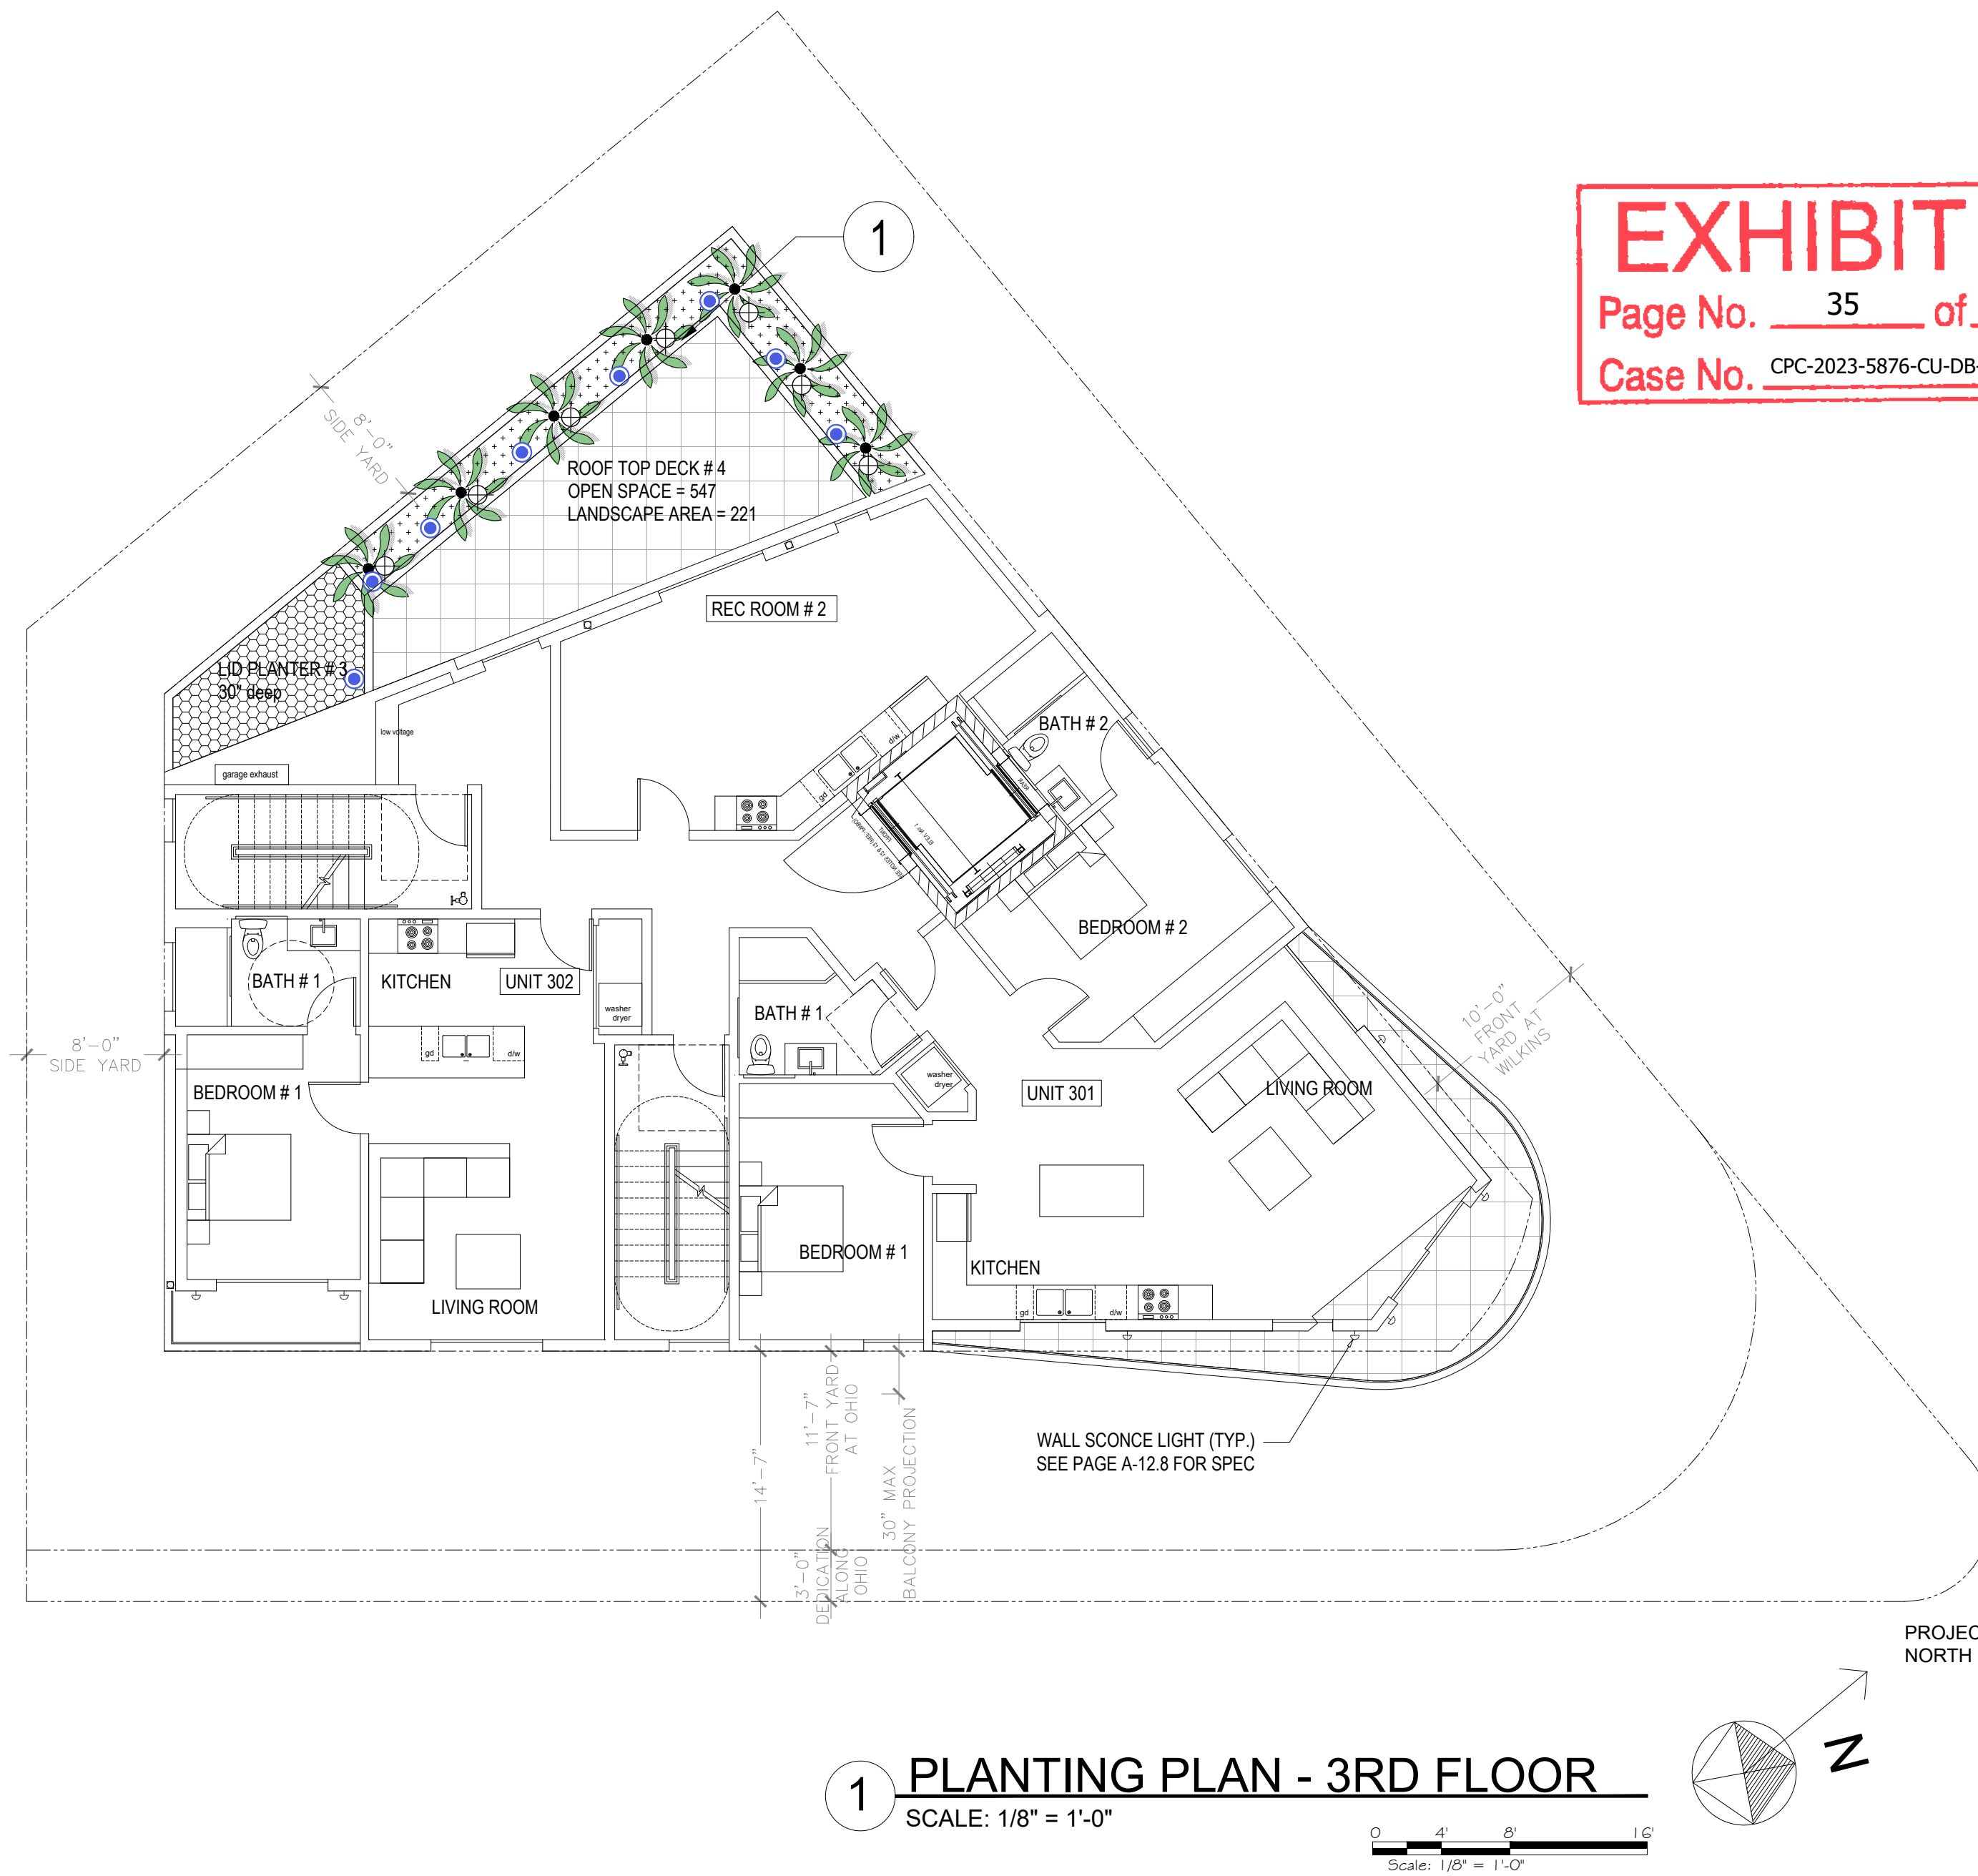 EXHIBIT
Page No. 35 of
Case No. CPC-2023-5876-CU-DB-
1
8'-0"
SIDE YARD
ROOF TOP DECK # 4
OPEN SPACE = 547
LANDSCAPE AREA = 221
REC ROOM # 2
LID PLANTER # 3
30" deep
low voltage
garage exhaust
d/w
gd
BATH # 2
REAR
ELEV. No. 1
FRONT
BEDROOM # 2
BATH # 1
KITCHEN
UNIT 302
washer
dryer
BATH # 1
10'-0"
FRONT
YARD AT
WILKINS
8'-0"
SIDE YARD
gd
d/w
BEDROOM # 1
washer
dryer
UNIT 301
LIVING ROOM
BEDROOM # 1
KITCHEN
LIVING ROOM
gd
d/w
14'-7"
11'-7"
FRONT YARD
AT OHIO
3'-0"
DEDICATION
ALONG
OHIO
30" MAX
BALCONY PROJECTION
WALL SCONCE LIGHT (TYP.)
SEE PAGE A-12.8 FOR SPEC
PROJEC
NORTH
N
1
PLANTING PLAN - 3RD FLOOR
SCALE: 1/8" = 1'-0"
0 4' 8' 16'
Scale: 1/8" = 1'-0"